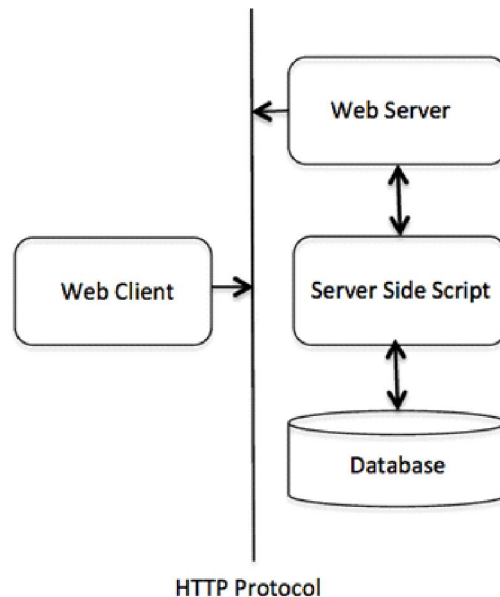 Web Server
Web Client
Server Side Script
Database
HTTP Protocol